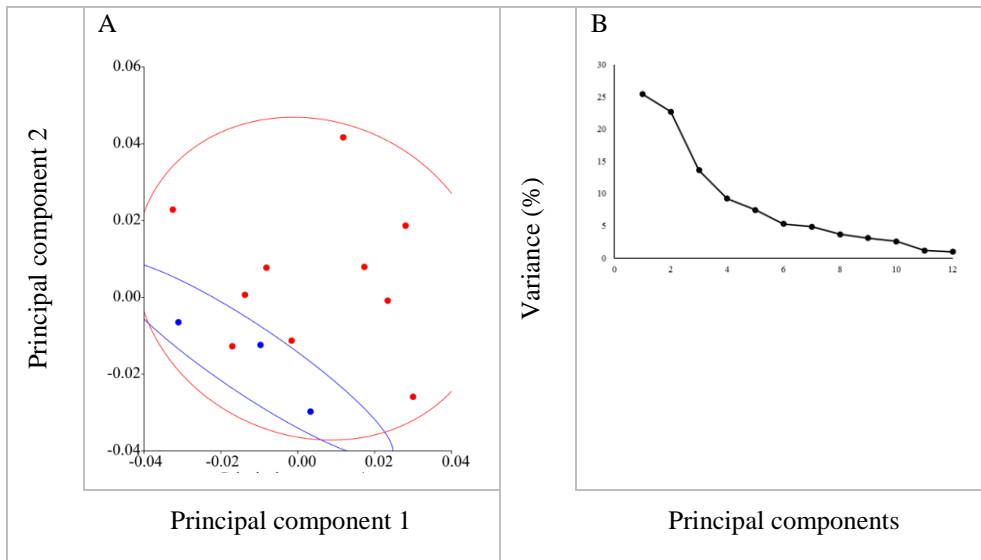 A
Principal component 2
0.06
0.04
0.02
0.00
-0.02
-0.04
-0.04 -0.02 0.00 0.02 0.04
Principal component 1
B
Variance (%)
30
25
20
15
10
5
0
0 2 4 6 8 10 12
Principal components